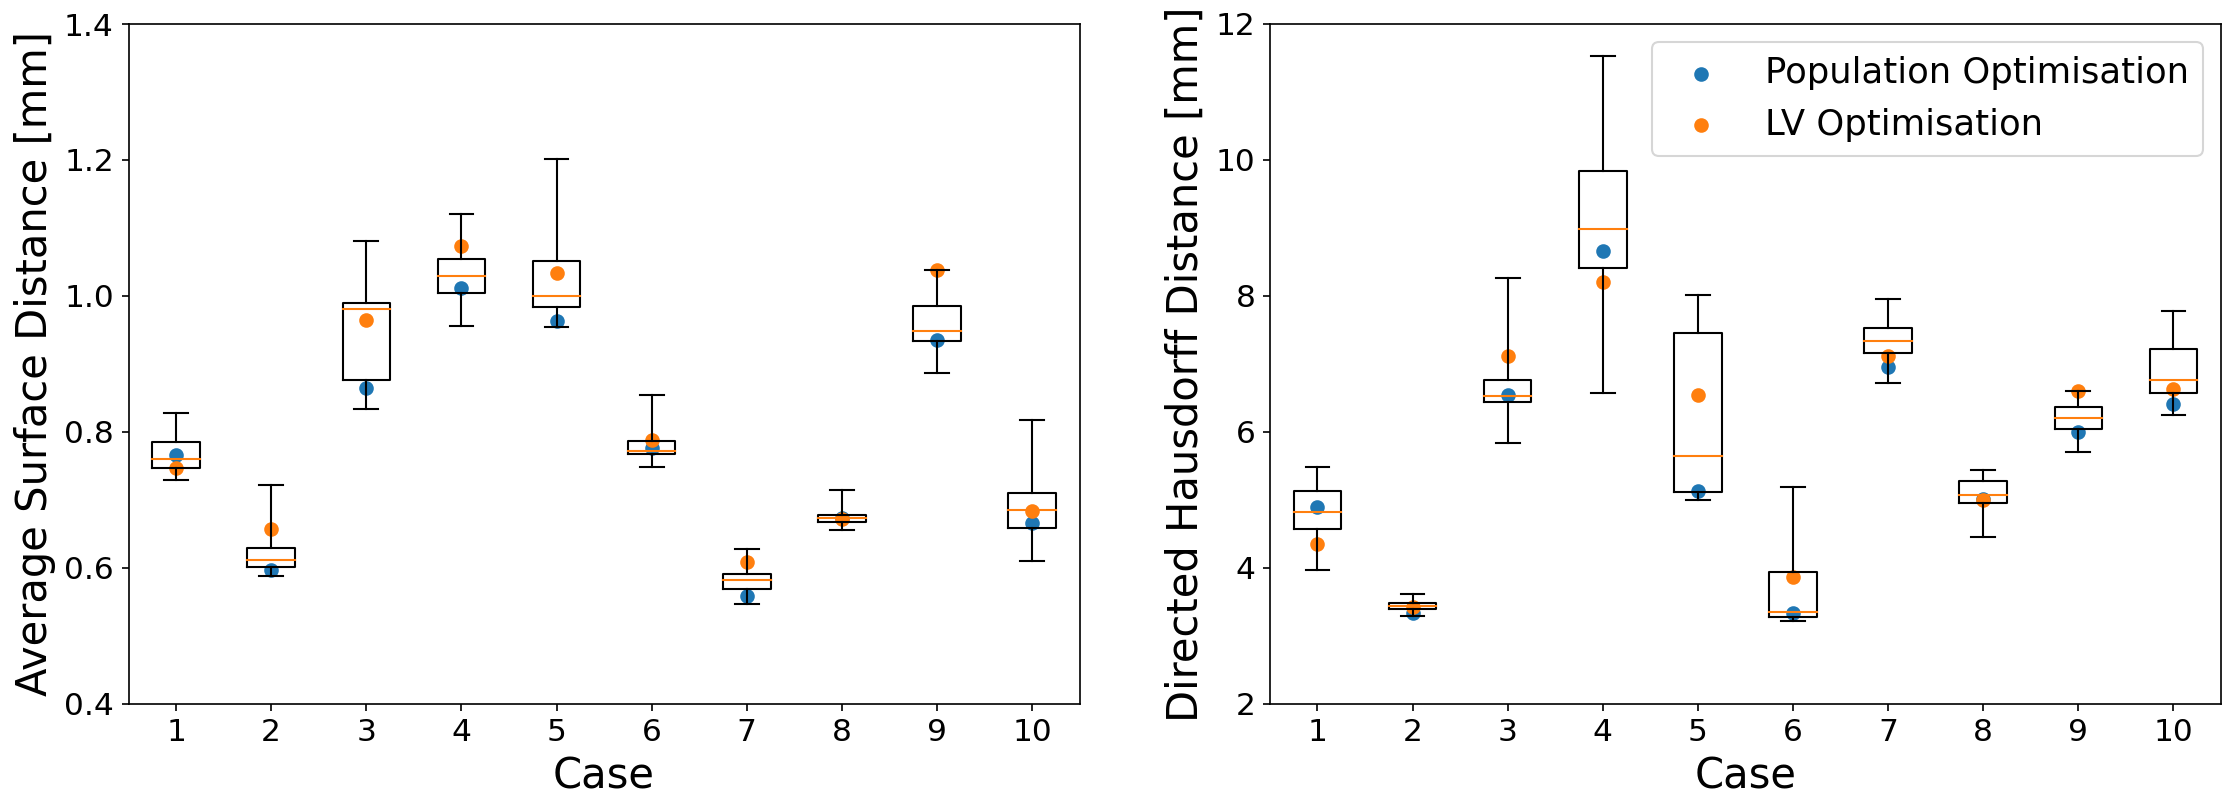 Average Surface Distance [mm]
1.4
1.2
1.0
0.8
0.6
0.4
1 2 3 4 5 6 7 8 9 10
Case
Directed Hausdorff Distance [mm]
12
10
8
6
4
2
Population Optimisation
LV Optimisation
1 2 3 4 5 6 7 8 9 10
Case